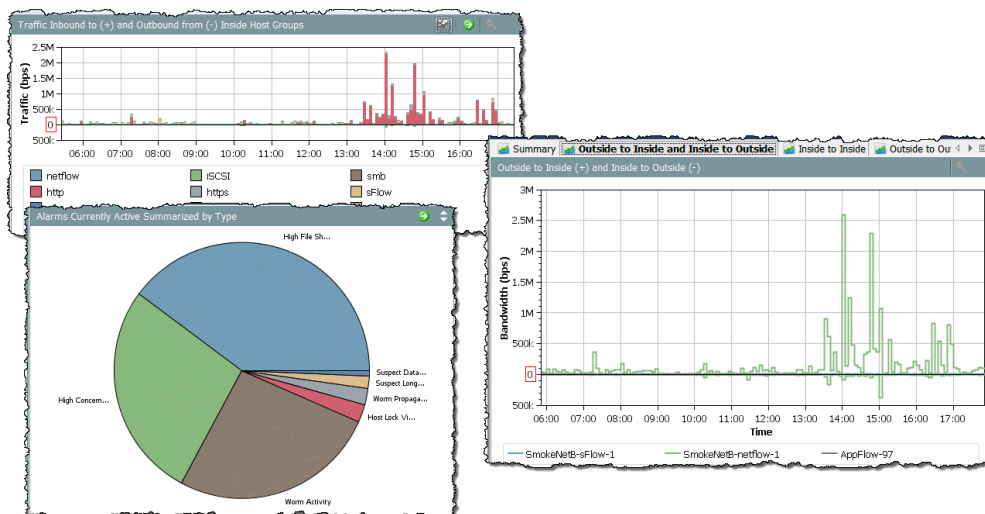 Traffic Inbound to (+) and Outbound from (-) Inside Host Groups
Traffic (bps)
2.5M
2M
1.5M
1M
500k
0
500k
06:00 07:00 08:00 09:00 10:00 11:00 12:00 13:00 14:00 15:00 16:00
netflow iSCSI smb
http https sFlow
Alarms Currently Active Summarized by Type
High File Sh...
Suspect Data...
Suspect Long...
Worm Propaga...
Host Lock Vi...
High Concern...
Worm Activity
Summary Outside to Inside and Inside to Outside Inside to Inside Outside to Ou
Outside to Inside (+) and Inside to Outside (-)
Bandwidth (bps)
3M
2.5M
2M
1.5M
1M
500k
0
500k
06:00 07:00 08:00 09:00 10:00 11:00 12:00 13:00 14:00 15:00 16:00 17:00
Time
SmokeNetB-sFlow-1 SmokeNetB-netflow-1 AppFlow-97